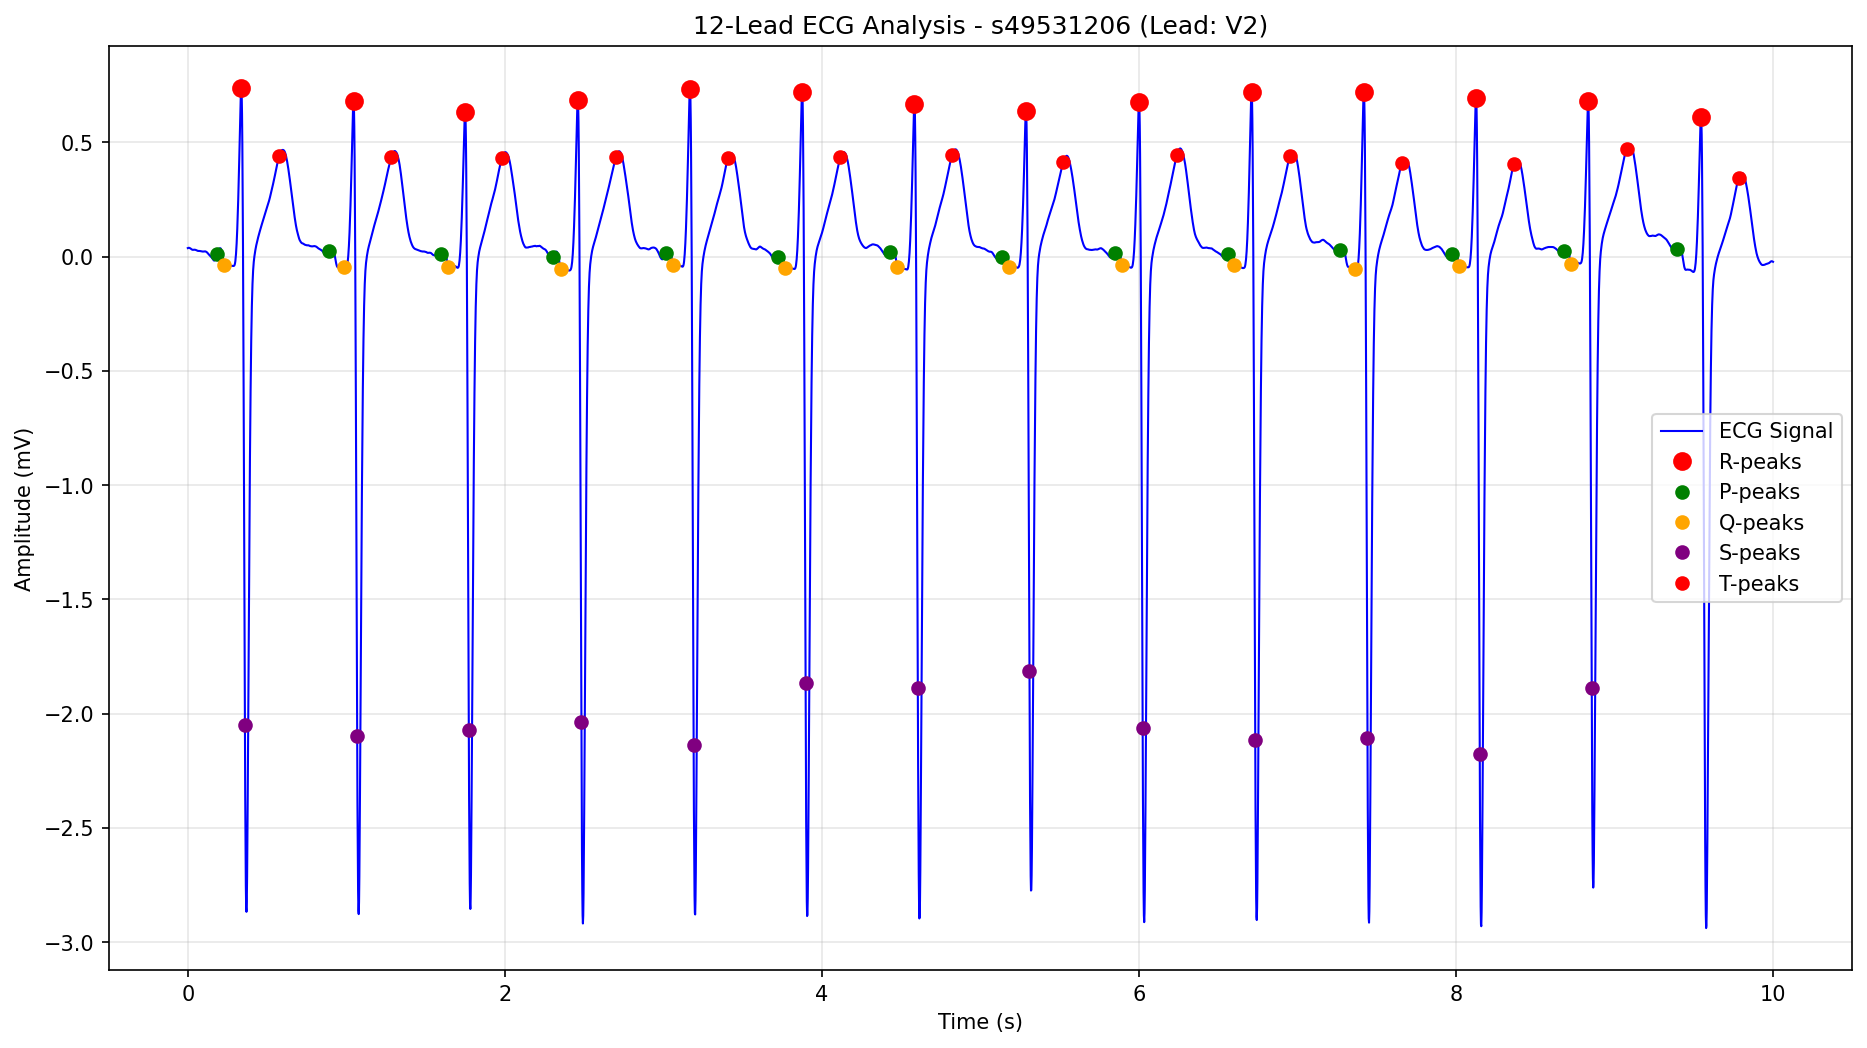 12-Lead ECG Analysis - s49531206 (Lead: V2)
Amplitude (mV)
0.5
0.0
−0.5
−1.0
−1.5
−2.0
−2.5
−3.0
ECG Signal
R-peaks
P-peaks
Q-peaks
S-peaks
T-peaks
0 2 4 6 8 10
Time (s)